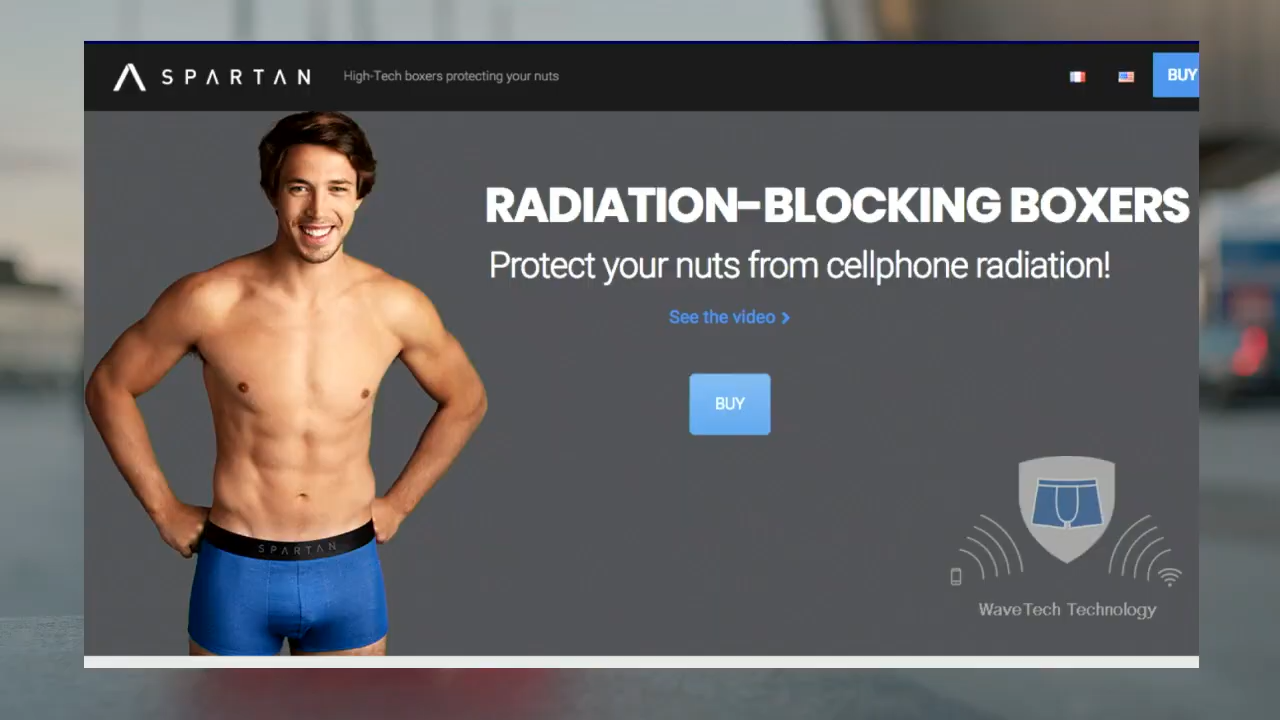 SPARTAN
High-Tech boxers protecting your nuts
BUY
RADIATION-BLOCKING BOXERS
Protect your nuts from cellphone radiation!
See the video
BUY
SPARTAN
WaveTech Technology